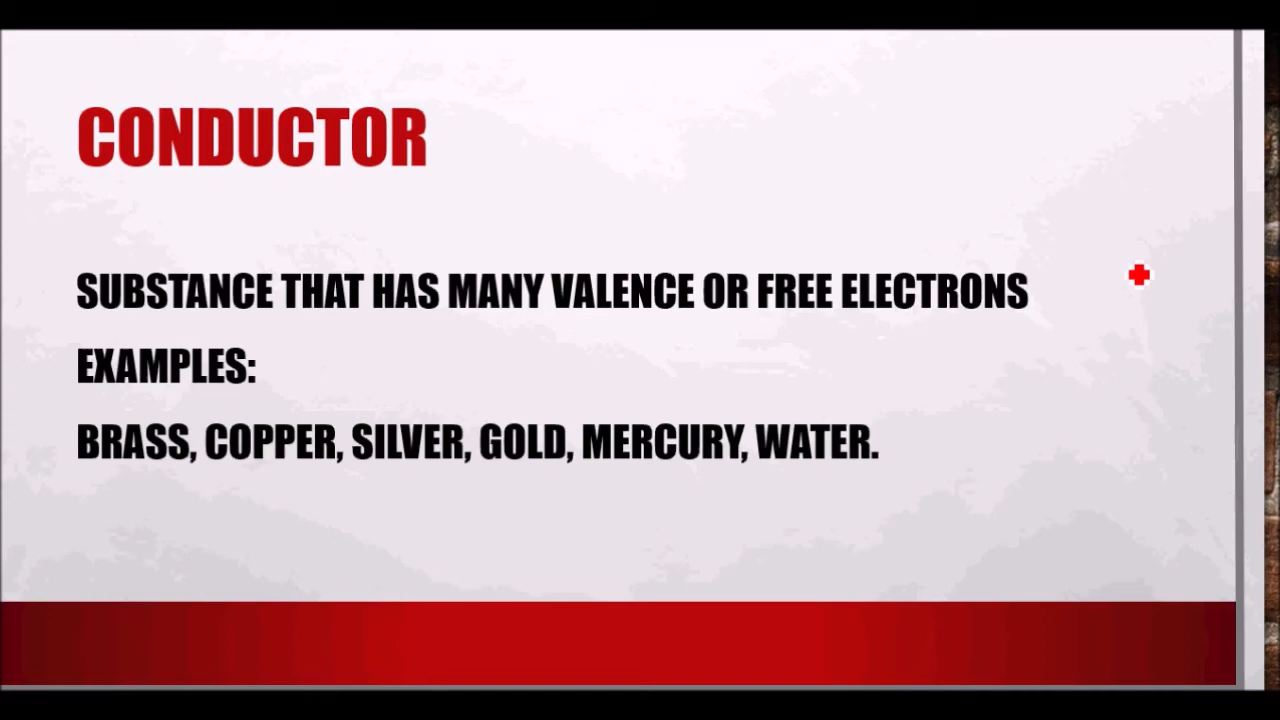 CONDUCTOR
SUBSTANCE THAT HAS MANY VALENCE OR FREE ELECTRONS
EXAMPLES:
BRASS, COPPER, SILVER, GOLD, MERCURY, WATER.